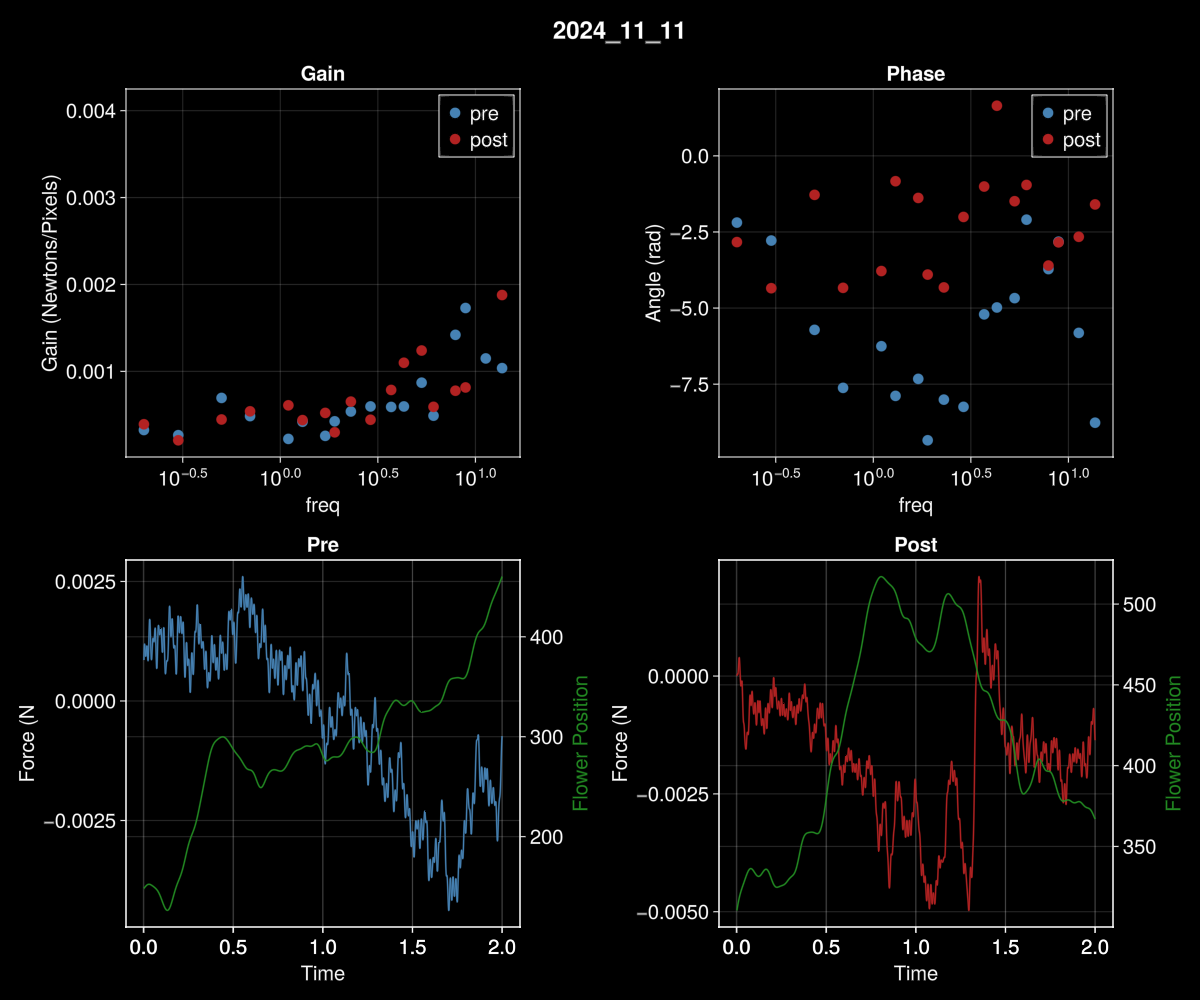 2024_11_11
Gain
Phase
pre
post
pre
post
0.004
0.003
0.002
0.001
Gain (Newtons/Pixels)
10^-0.5 10^0.0 10^0.5 10^1.0
freq
0.0
−2.5
−5.0
−7.5
Angle (rad)
10^-0.5 10^0.0 10^0.5 10^1.0
freq
Pre
0.0025
0.0000
−0.0025
Force (N
400
300
200
Flower Position
0.0 0.5 1.0 1.5 2.0
Time
Post
0.0000
−0.0025
−0.0050
Force (N
500
450
400
350
Flower Position
0.0 0.5 1.0 1.5 2.0
Time